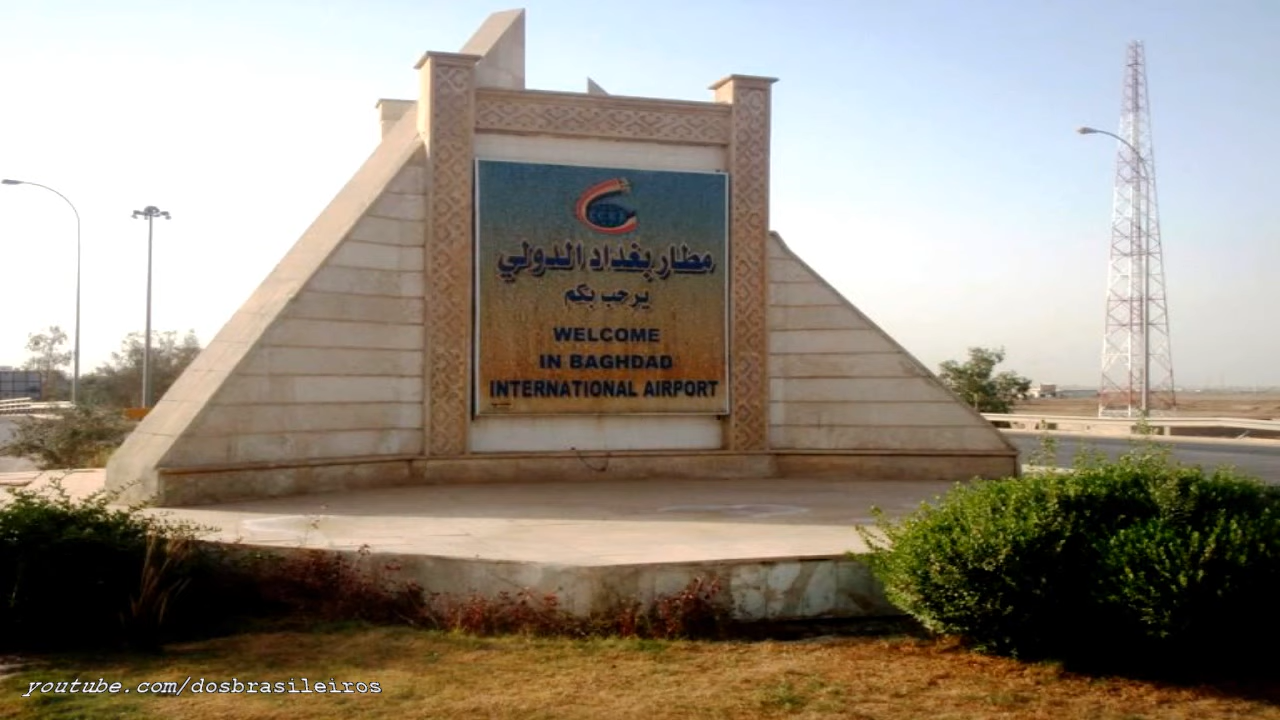 مطار بغداد الدولي
يرحب بكم
WELCOME
IN BAGHDAD
INTERNATIONAL AIRPORT
youtube.com/dosbrasileiros